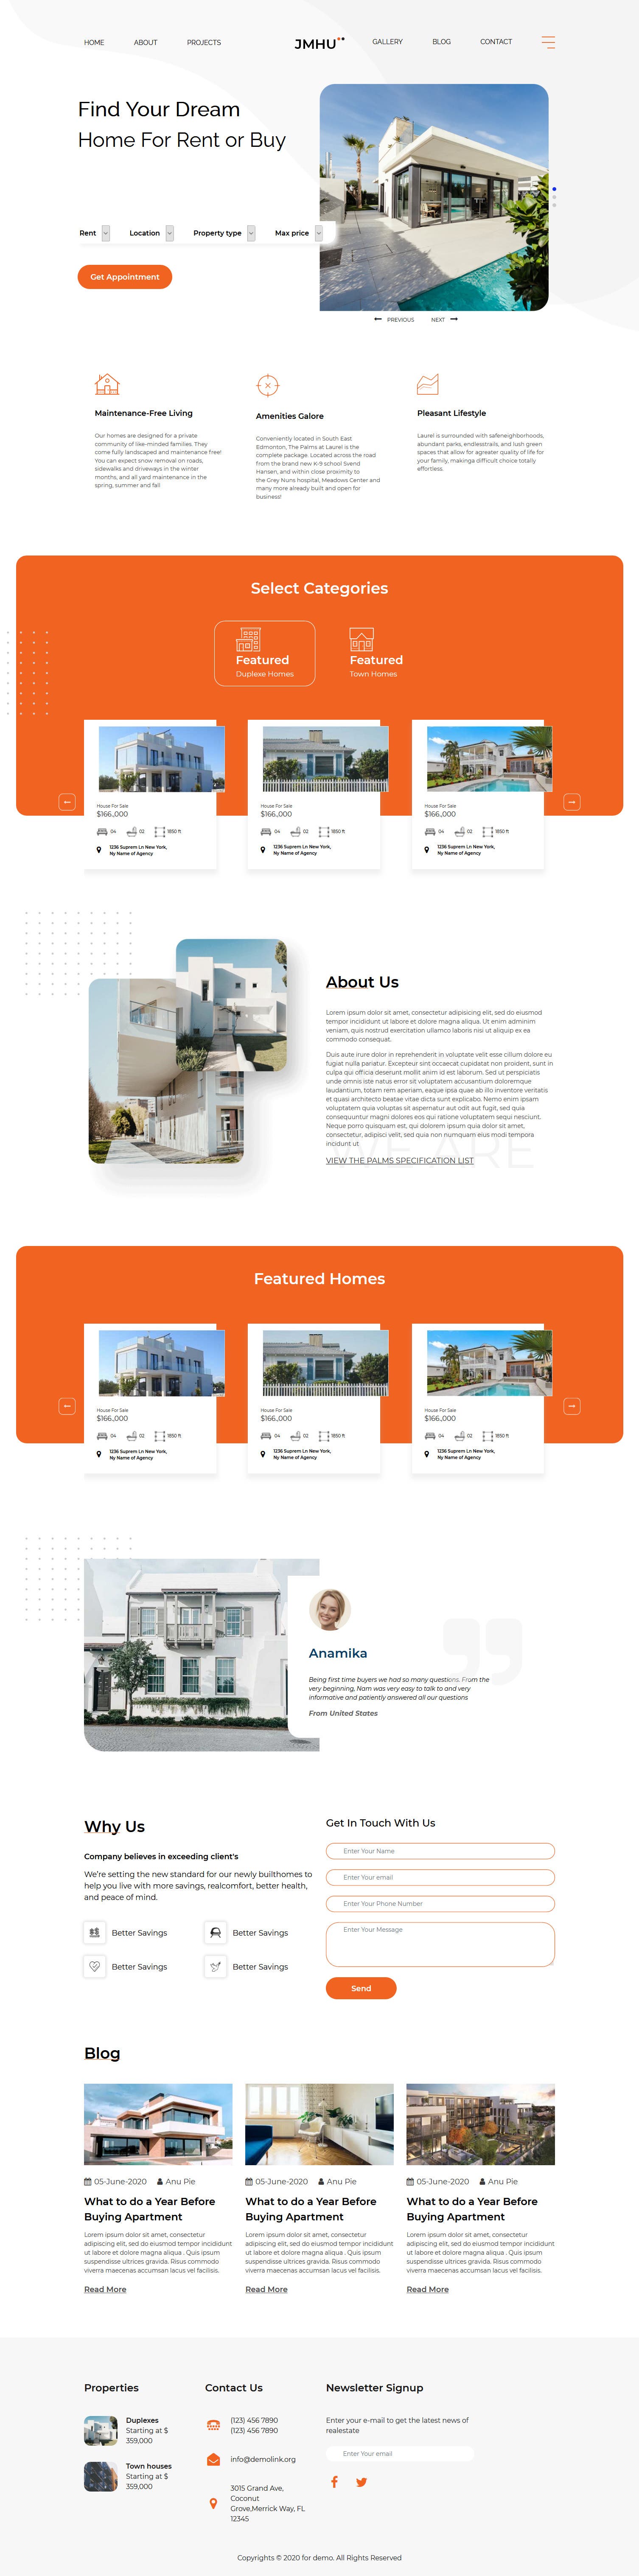 HOME
ABOUT
PROJECTS
JMHU
GALLERY
BLOG
CONTACT
Find Your Dream
Home For Rent or Buy
Rent
Location
Property type
Max price
Get Appointment
PREVIOUS
NEXT
Maintenance-Free Living
Our homes are designed for a private
community of like-minded families. They
come fully landscaped and maintenance free!
You can expect snow removal on roads,
sidewalks and driveways in the winter
months, and all yard maintenance in the
spring, summer and fall
Amenities Galore
Conveniently located in South East
Edmonton, The Palms at Laurel is the
complete package. Located across the road
from the brand new K-9 school Svend
Hansen, and within close proximity to
the Grey Nuns hospital, Meadows Center and
many more already built and open for
business!
Pleasant Lifestyle
Laurel is surrounded with safeneighborhoods,
abundant parks, endlesstrails, and lush green
spaces that allow for agreater quality of life for
your family, makinga difficult choice totally
effortless.
Select Categories
Featured
Duplexe Homes
Featured
Town Homes
House For Sale
$166,,000
04
02
1850 ft
1236 Suprem Ln New York,
Ny Name of Agency
House For Sale
$166,,000
04
02
1850 ft
1236 Suprem Ln New York,
Ny Name of Agency
House For Sale
$166,,000
04
02
1850 ft
1236 Suprem Ln New York,
Ny Name of Agency
About Us
Lorem ipsum dolor sit amet, consectetur adipisicing elit, sed do eiusmod
tempor incididunt ut labore et dolore magna aliqua. Ut enim adminim
veniam, quis nostrud exercitation ullamco laboris nisi ut aliquip ex ea
commodo consequat.
Duis aute irure dolor in reprehenderit in voluptate velit esse cillum dolore eu
fugiat nulla pariatur. Excepteur sint occaecat cupidatat non proident, sunt in
culpa qui officia deserunt mollit anim id est laborum. Sed ut perspiciatis
unde omnis iste natus error sit voluptatem accusantium doloremque
laudantium, totam rem aperiam, eaque ipsa quae ab illo inventore veritatis
et quasi architecto beatae vitae dicta sunt explicabo. Nemo enim ipsam
voluptatem quia voluptas sit aspernatur aut odit aut fugit, sed quia
consequuntur magni dolores eos qui ratione voluptatem sequi nesciunt.
Neque porro quisquam est, qui dolorem ipsum quia dolor sit amet,
consectetur, adipisci velit, sed quia non numquam eius modi tempora
incidunt ut
WE ARE
VIEW THE PALMS SPECIFICATION LIST
Featured Homes
House For Sale
$166,,000
04
02
1850 ft
1236 Suprem Ln New York,
Ny Name of Agency
House For Sale
$166,,000
04
02
1850 ft
1236 Suprem Ln New York,
Ny Name of Agency
House For Sale
$166,,000
04
02
1850 ft
1236 Suprem Ln New York,
Ny Name of Agency
Anamika
Being first time buyers we had so many questions. From the
very beginning, Nam was very easy to talk to and very
informative and patiently answered all our questions
From United States
Why Us
Company believes in exceeding client's
We're setting the new standard for our newly builthomes to
help you live with more savings, realcomfort, better health,
and peace of mind.
Better Savings
Better Savings
Better Savings
Better Savings
Get In Touch With Us
Enter Your Name
Enter Your email
Enter Your Phone Number
Enter Your Message
Send
Blog
05-June-2020
Anu Pie
What to do a Year Before
Buying Apartment
Lorem ipsum dolor sit amet, consectetur
adipiscing elit, sed do eiusmod tempor incididunt
ut labore et dolore magna aliqua . Quis ipsum
suspendisse ultrices gravida. Risus commodo
viverra maecenas accumsan lacus vel facilisis.
Read More
05-June-2020
Anu Pie
What to do a Year Before
Buying Apartment
Lorem ipsum dolor sit amet, consectetur
adipiscing elit, sed do eiusmod tempor incididunt
ut labore et dolore magna aliqua . Quis ipsum
suspendisse ultrices gravida. Risus commodo
viverra maecenas accumsan lacus vel facilisis.
Read More
05-June-2020
Anu Pie
What to do a Year Before
Buying Apartment
Lorem ipsum dolor sit amet, consectetur
adipiscing elit, sed do eiusmod tempor incididunt
ut labore et dolore magna aliqua . Quis ipsum
suspendisse ultrices gravida. Risus commodo
viverra maecenas accumsan lacus vel facilisis.
Read More
Properties
Duplexes
Starting at $
359,000
Town houses
Starting at $
359,000
Contact Us
(123) 456 7890
(123) 456 7890
info@demolink.org
3015 Grand Ave,
Coconut
Grove,Merrick Way, FL
12345
Newsletter Signup
Enter your e-mail to get the latest news of
realestate
Enter Your email
Copyrights © 2020 for demo. All Rights Reserved